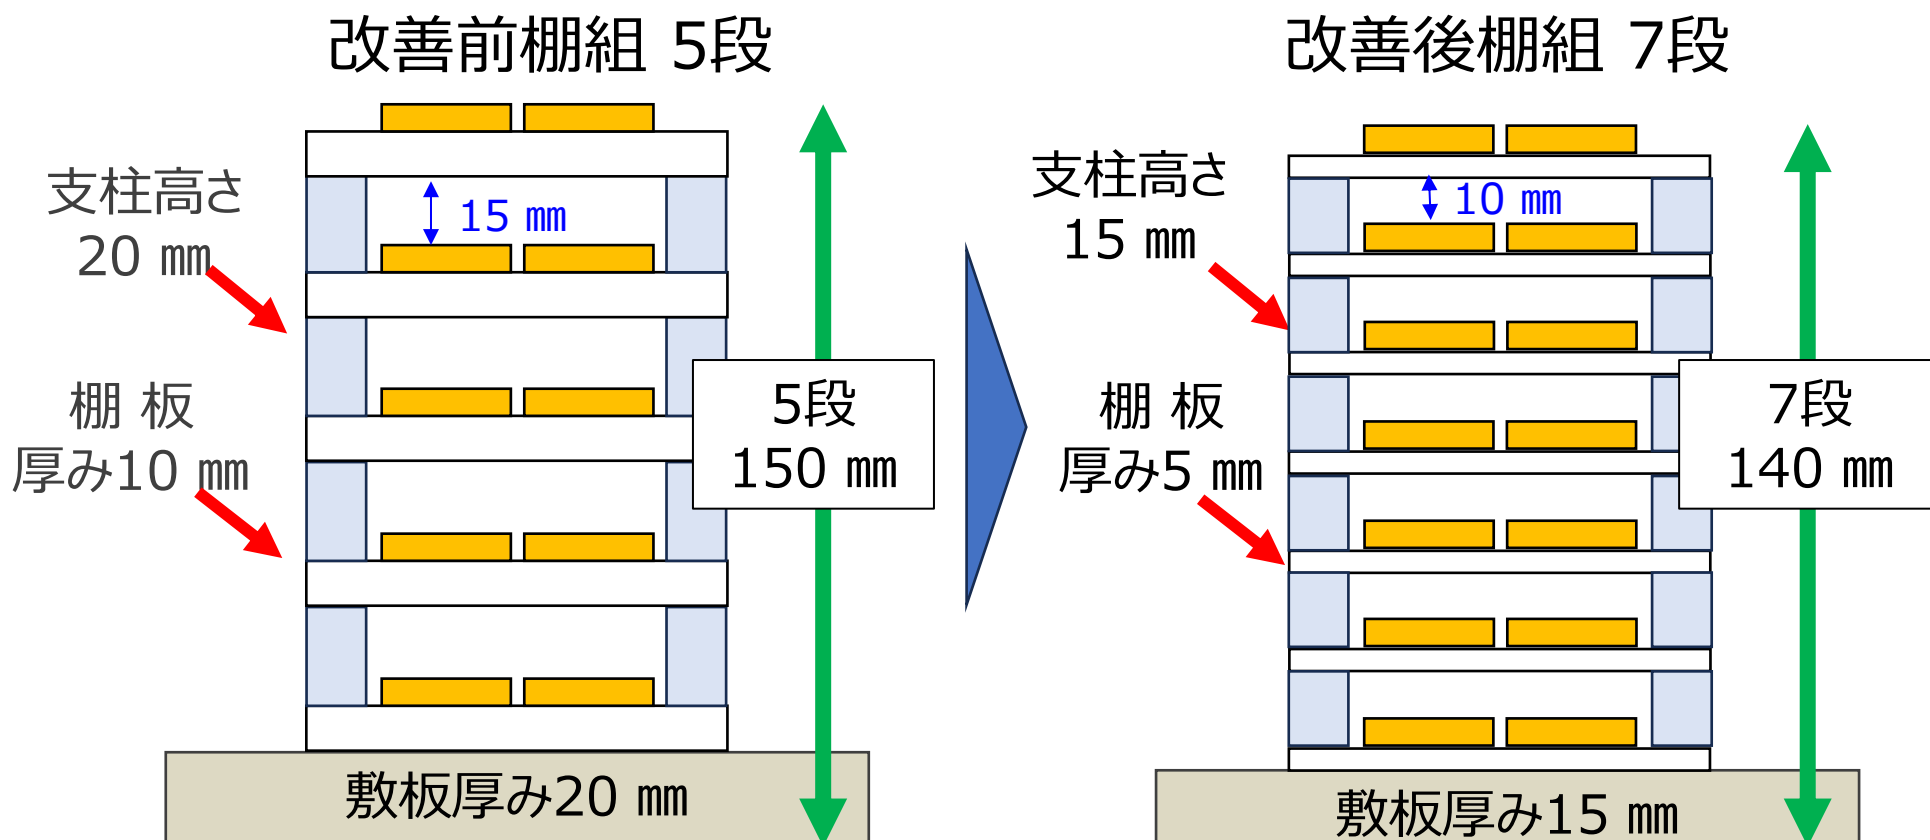 改善前棚組 5段
支柱高さ
20 ㎜
15 ㎜
棚 板
厚み10 ㎜
5段
150 ㎜
敷板厚み20 ㎜
改善後棚組 7段
支柱高さ
15 ㎜
10 ㎜
棚 板
厚み5 ㎜
7段
140 ㎜
敷板厚み15 ㎜